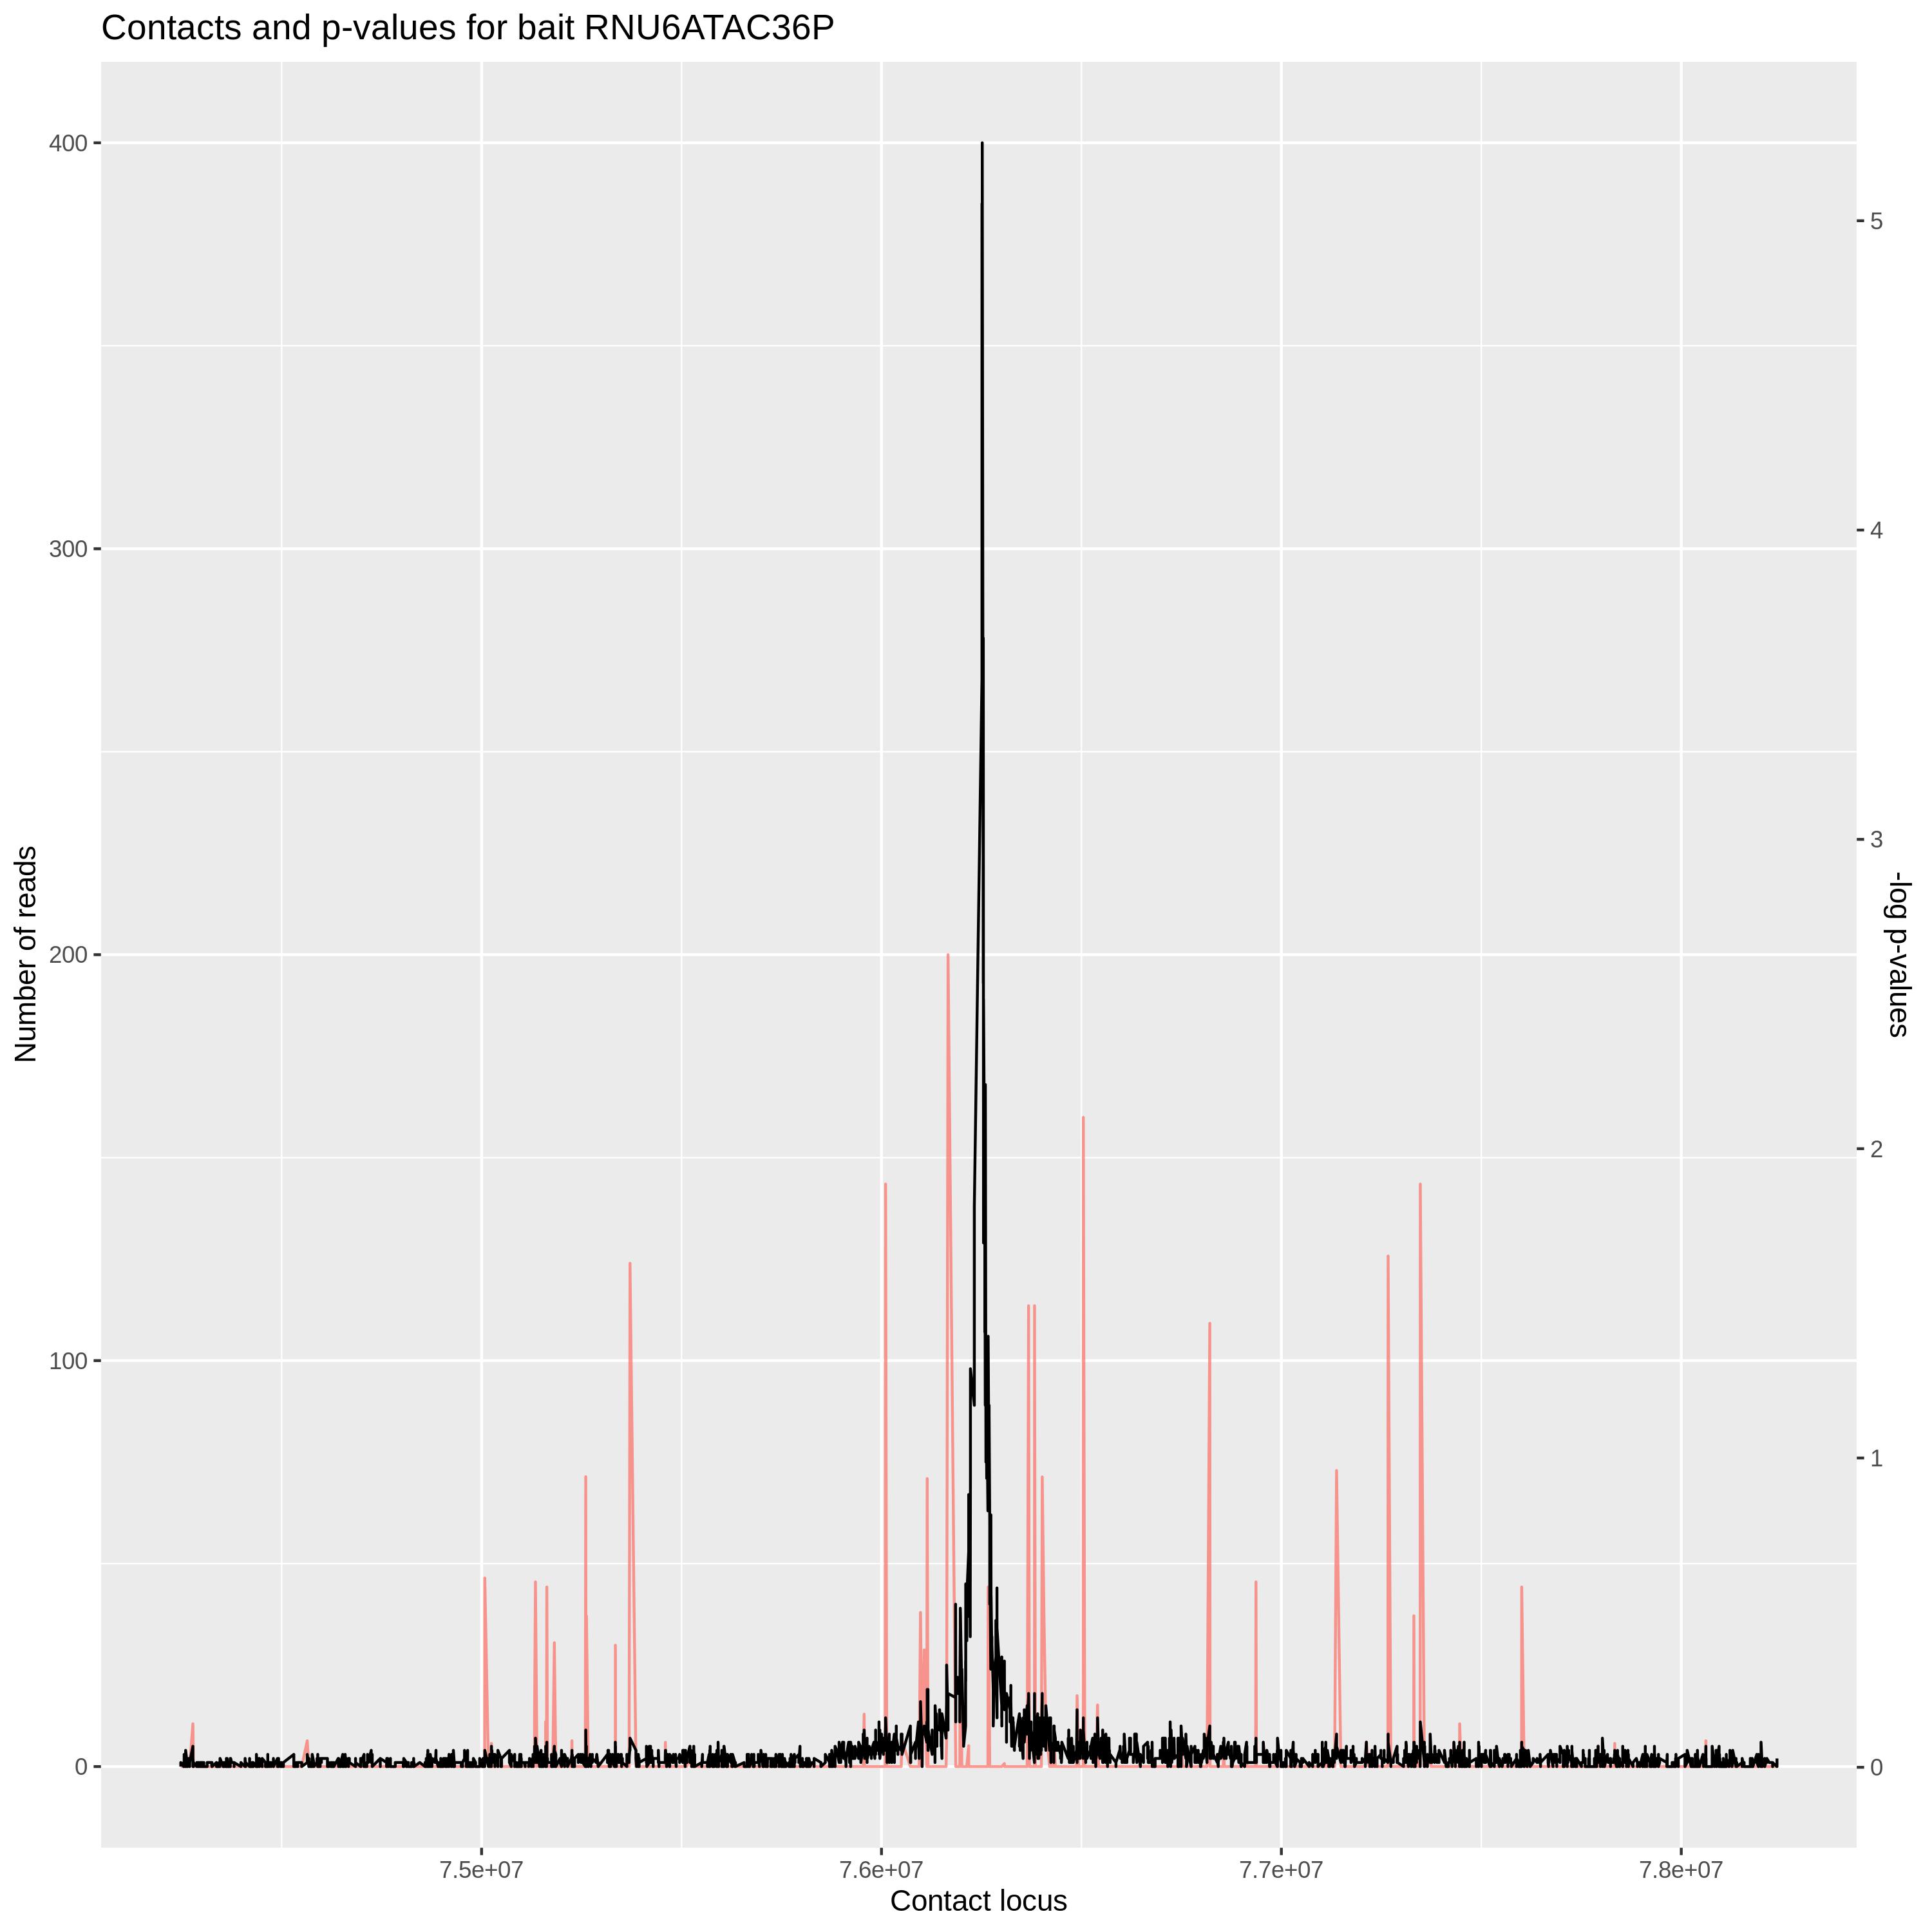 Contacts and p-values for bait RNU6ATAC36P
400
300
200
100
0
Number of reads
5
4
3
2
1
0
-log p-values
7.5e+07
7.6e+07
7.7e+07
7.8e+07
Contact locus